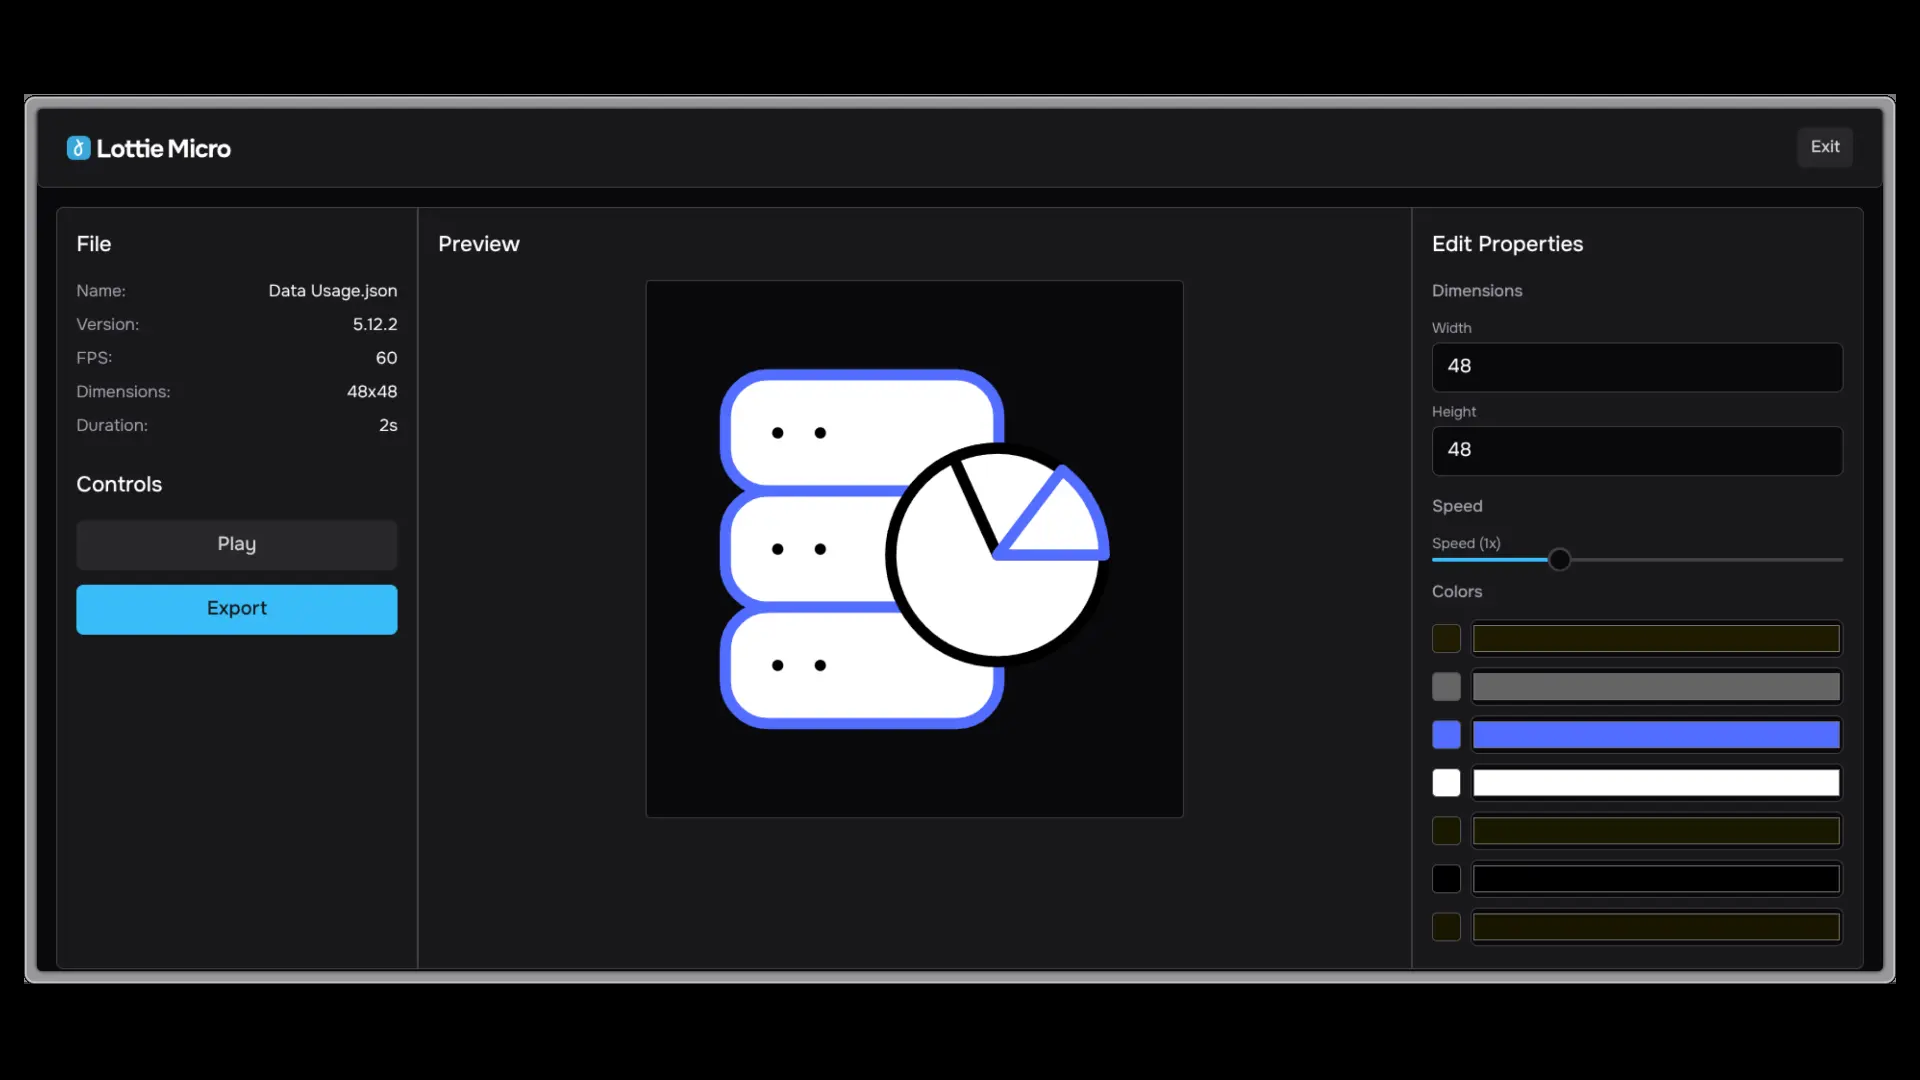 Lottie Micro
Exit
File
Name: Data Usage.json
Version: 5.12.2
FPS: 60
Dimensions: 48x48
Duration: 2s
Controls
Play
Export
Preview
Edit Properties
Dimensions
Width
48
Height
48
Speed
Speed (1x)
Colors